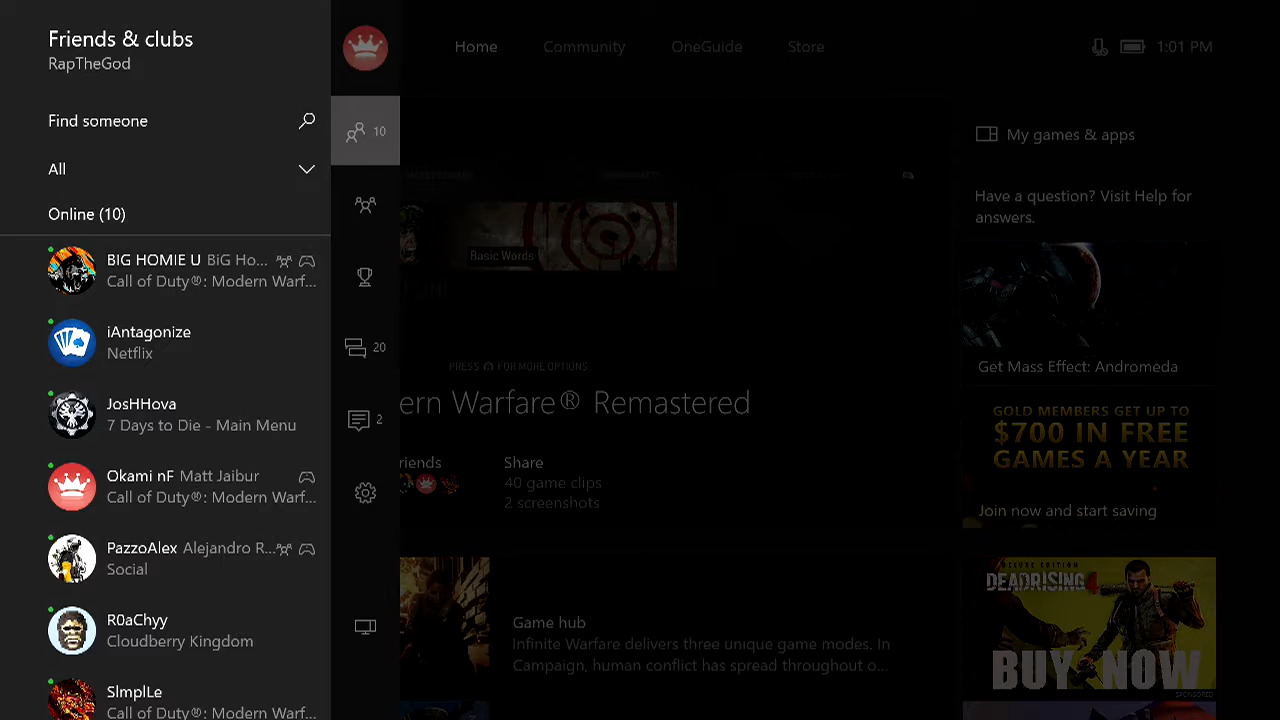 Friends & clubs
RapTheGod
Find someone
All
Online (10)
BIG HOMIE U BiG Ho...
Call of Duty®: Modern Warf...
iAntagonize
Netflix
JosHHova
7 Days to Die - Main Menu
Okami nF Matt Jaibur
Call of Duty®: Modern Warf...
PazzoAlex Alejandro R...
Social
R0aChyy
Cloudberry Kingdom
SlmplLe
Call of Duty®: Modern Warf...
10
20
2
Home Community OneGuide Store
1:01 PM
Basic Words
PRESS FOR MORE OPTIONS
ern Warfare® Remastered
riends
Share
40 game clips
2 screenshots
Game hub
Infinite Warfare delivers three unique game modes. In
Campaign, human conflict has spread throughout o...
My games & apps
Have a question? Visit Help for
answers.
Get Mass Effect: Andromeda
GOLD MEMBERS GET UP TO
$700 IN FREE
GAMES A YEAR
Join now and start saving
DELUXE EDITION
DEADRISING 4
BUY NOW
SPONSORED